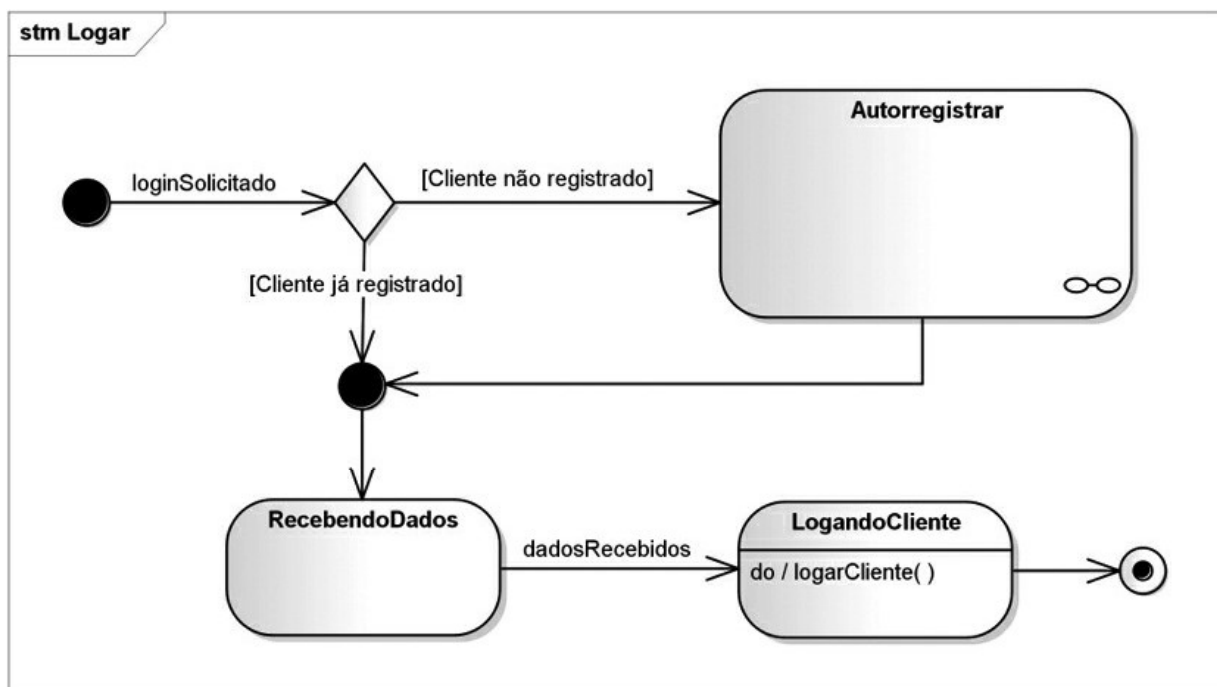 stm Logar
Autorregistrar
loginSolicitado
[Cliente não registrado]
[Cliente já registrado]
RecebendoDados
dadosRecebidos
LogandoCliente
do / logarCliente( )